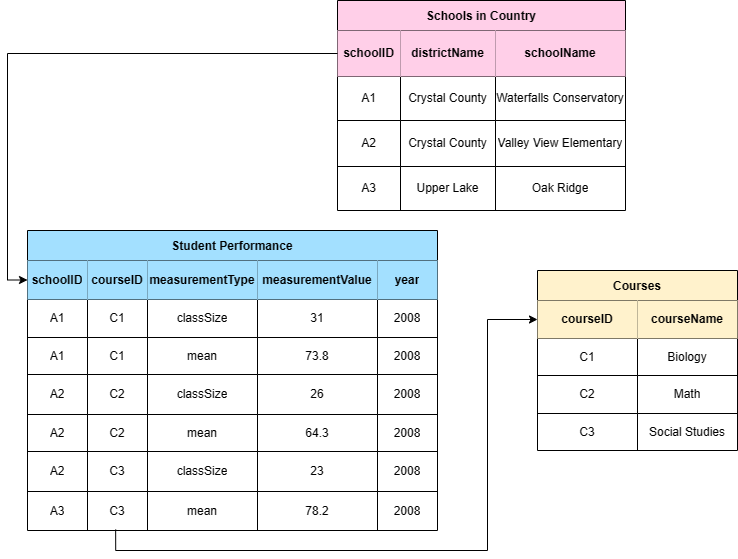 Schools in Country
schoolID districtName schoolName
A1 Crystal County Waterfalls Conservatory
A2 Crystal County Valley View Elementary
A3 Upper Lake Oak Ridge
Student Performance
schoolID courseID measurementType measurementValue year
A1 C1 classSize 31 2008
A1 C1 mean 73.8 2008
A2 C2 classSize 26 2008
A2 C2 mean 64.3 2008
A2 C3 classSize 23 2008
A3 C3 mean 78.2 2008
Courses
courseID courseName
C1 Biology
C2 Math
C3 Social Studies